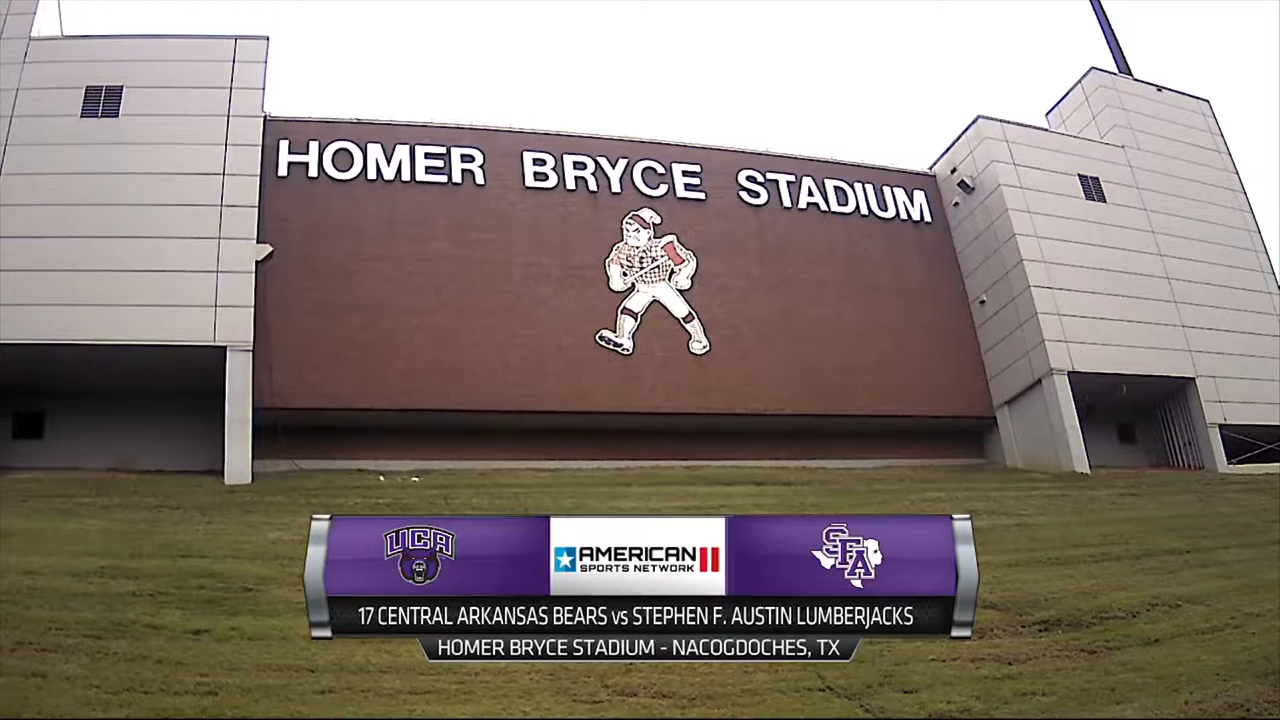 HOMER BRYCE STADIUM
UCA
AMERICAN
SPORTS NETWORK
SFA
17 CENTRAL ARKANSAS BEARS vs STEPHEN F. AUSTIN LUMBERJACKS
HOMER BRYCE STADIUM - NACOGDOCHES, TX